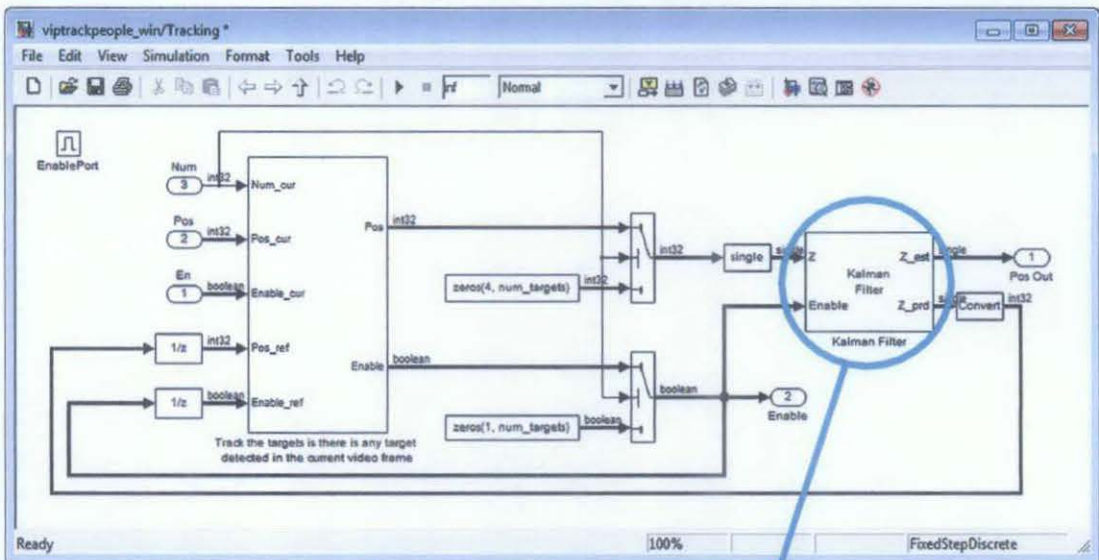 viptrackpeople_win/Tracking *
File Edit View Simulation Format Tools Help
inf Normal
EnablePort
Num
3
int32
Num_cur
Pos
2
int32
Pos_cur
En
1
boolean
Enable_cur
1/z
int32
Pos_ref
1/z
boolean
Enable_ref
Pos
int32
Enable
boolean
Track the targets is there is any target
detected in the current video frame
zeros(4, num_targets)
int32
int32
zeros(1, num_targets)
boolean
boolean
single
single
Z
Enable
Kalman
Filter
Z_est
Z_prd
Kalman Filter
single
1
Pos Out
single
Convert
int32
2
Enable
Ready 100% FixedStepDiscrete